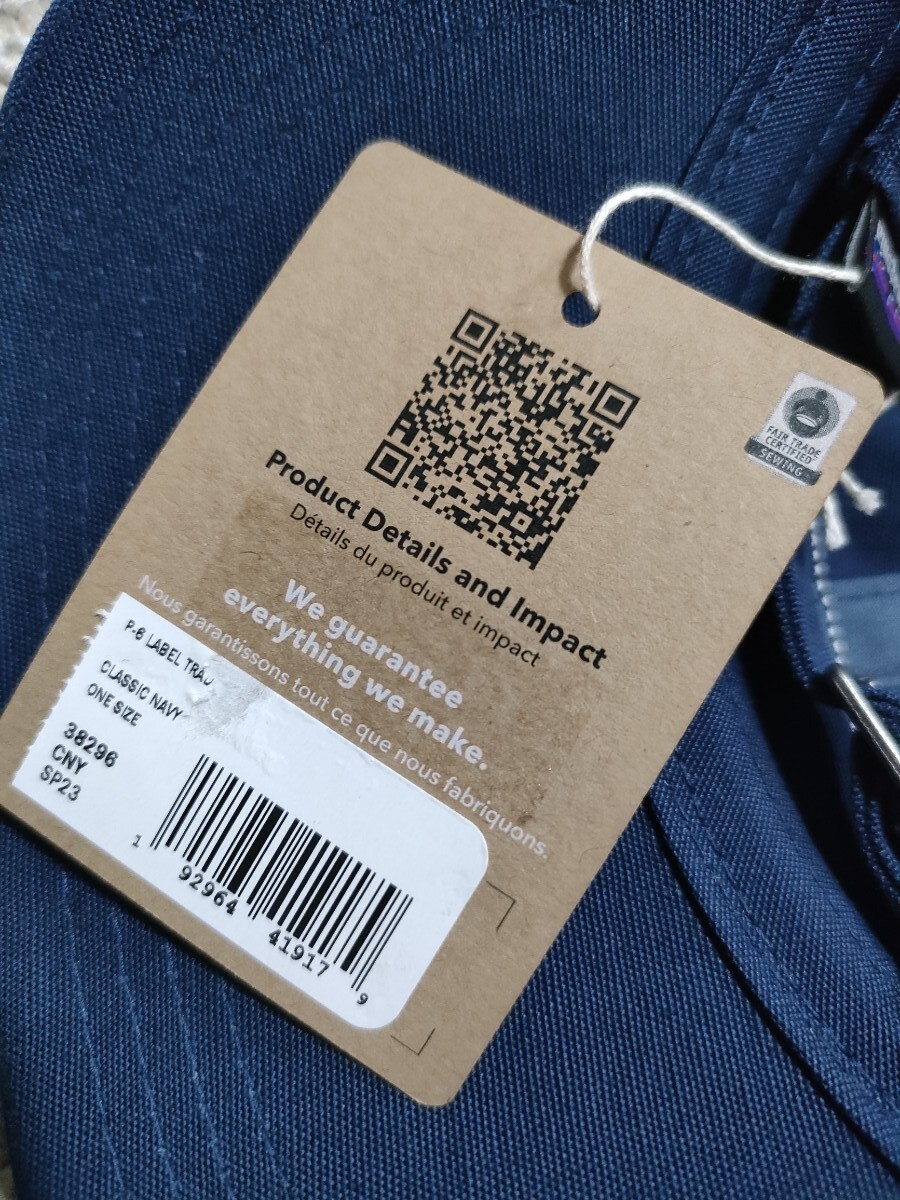 FAIR TRADE
CERTIFIED
SEWING
Product Details and Impact
Détails du produit et impact
We guarantee
everything we make.
Nous garantissons tout ce que nous fabriquons.
P-6 LABEL TRAD
CLASSIC NAVY
ONE SIZE
38296
CNY
SP23
1 92964 41917 9